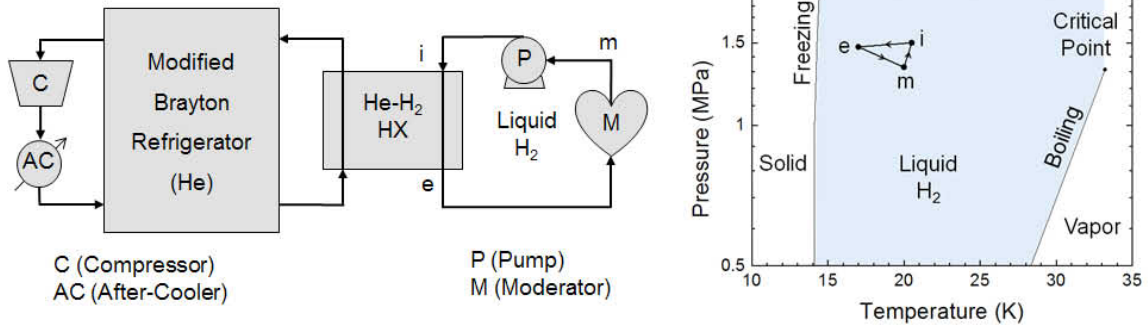 C
AC
Modified
Brayton
Refrigerator
(He)
He-H₂
HX
i
e
P
m
Liquid
H₂
M
C (Compressor)
AC (After-Cooler)
P (Pump)
M (Moderator)
Pressure (MPa)
1.5
1
0.5
Freezing
Solid
e
i
m
Liquid
H₂
Critical
Point
Boiling
Vapor
10 15 20 25 30 35
Temperature (K)